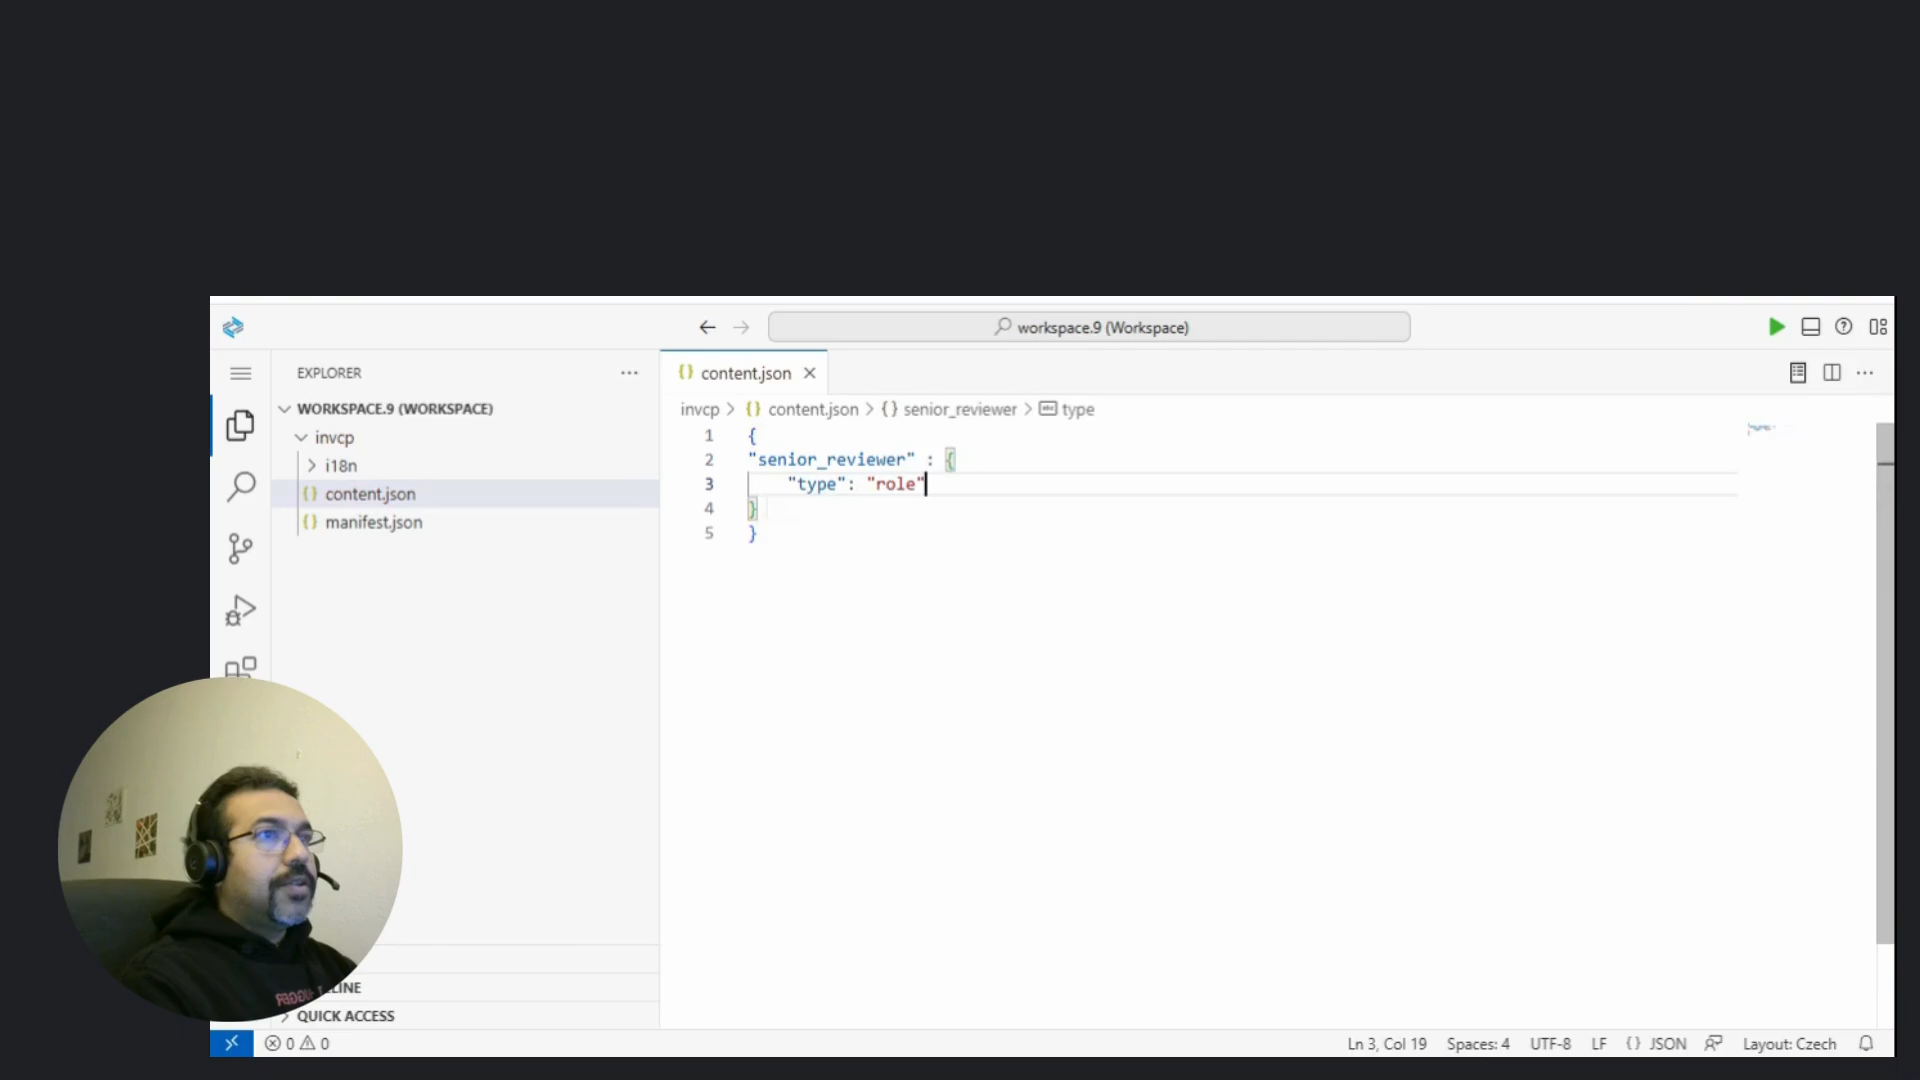 workspace.9 (Workspace)
EXPLORER
WORKSPACE.9 (WORKSPACE)
invcp
i18n
content.json
manifest.json
QUICK ACCESS
content.json
invcp > content.json > senior_reviewer > type
1 {
2 "senior_reviewer" : {
3 "type": "role"
4 }
5 }
0 0
Ln 3, Col 19 Spaces: 4 UTF-8 LF {} JSON Layout: Czech